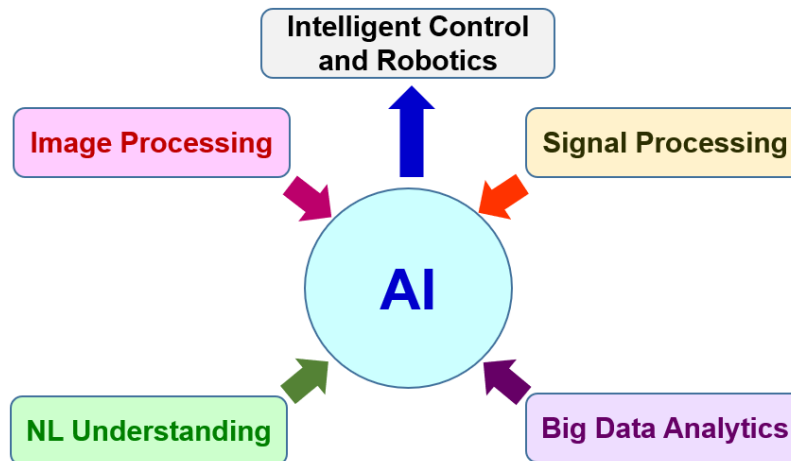 Intelligent Control
and Robotics
Image Processing
Signal Processing
AI
NL Understanding
Big Data Analytics